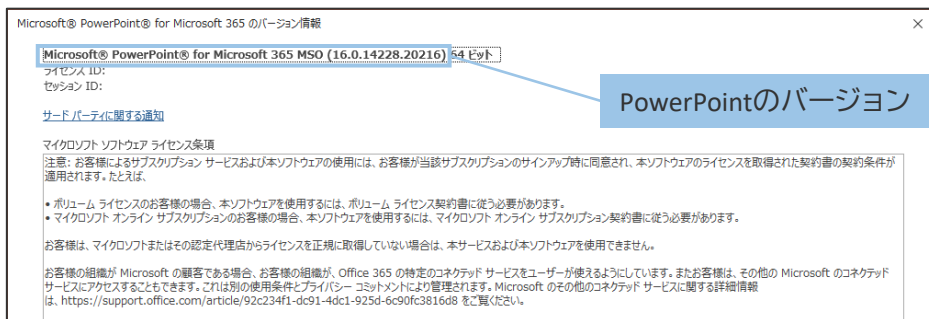 Microsoft® PowerPoint® for Microsoft 365 のバージョン情報
Microsoft® PowerPoint® for Microsoft 365 MSO (16.0.14228.20216) 64 ビット
ライセンス ID:
セッション ID:
PowerPointのバージョン
サード パーティに関する通知
マイクロソフト ソフトウェア ライセンス条項
注意: お客様によるサブスクリプション サービスおよび本ソフトウェアの使用には、お客様が当該サブスクリプションのサインアップ時に同意され、本ソフトウェアのライセンスを取得された契約書の契約条件が
適用されます。たとえば、
• ボリューム ライセンスのお客様の場合、本ソフトウェアを使用するには、ボリューム ライセンス契約書に従う必要があります。
• マイクロソフト オンライン サブスクリプションのお客様の場合、本ソフトウェアを使用するには、マイクロソフト オンライン サブスクリプション契約書に従う必要があります。
お客様は、マイクロソフトまたはその認定代理店からライセンスを正規に取得していない場合は、本サービスおよび本ソフトウェアを使用できません。
お客様の組織が Microsoft の顧客である場合、お客様の組織が、Office 365 の特定のコネクテッド サービスをユーザーが使えるようにしています。またお客様は、その他の Microsoft のコネクテッド
サービスにアクセスすることもできます。これは別の使用条件とプライバシー コミットメントにより管理されます。Microsoft のその他のコネクテッド サービスに関する詳細情報
は、https://support.office.com/article/92c234f1-dc91-4dc1-925d-6c90fc3816d8 をご覧ください。